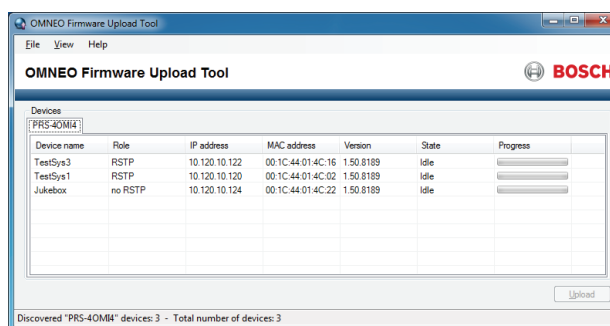 OMNEO Firmware Upload Tool
File View Help
OMNEO Firmware Upload Tool
BOSCH
Devices
PRS-4OMI4
Device name Role IP address MAC address Version State Progress
TestSys3 RSTP 10.120.10.122 00:1C:44:01:4C:16 1.50.8189 Idle
TestSys1 RSTP 10.120.10.120 00:1C:44:01:4C:02 1.50.8189 Idle
Jukebox no RSTP 10.120.10.124 00:1C:44:01:4C:22 1.50.8189 Idle
Upload
Discovered "PRS-4OMI4" devices: 3 - Total number of devices: 3